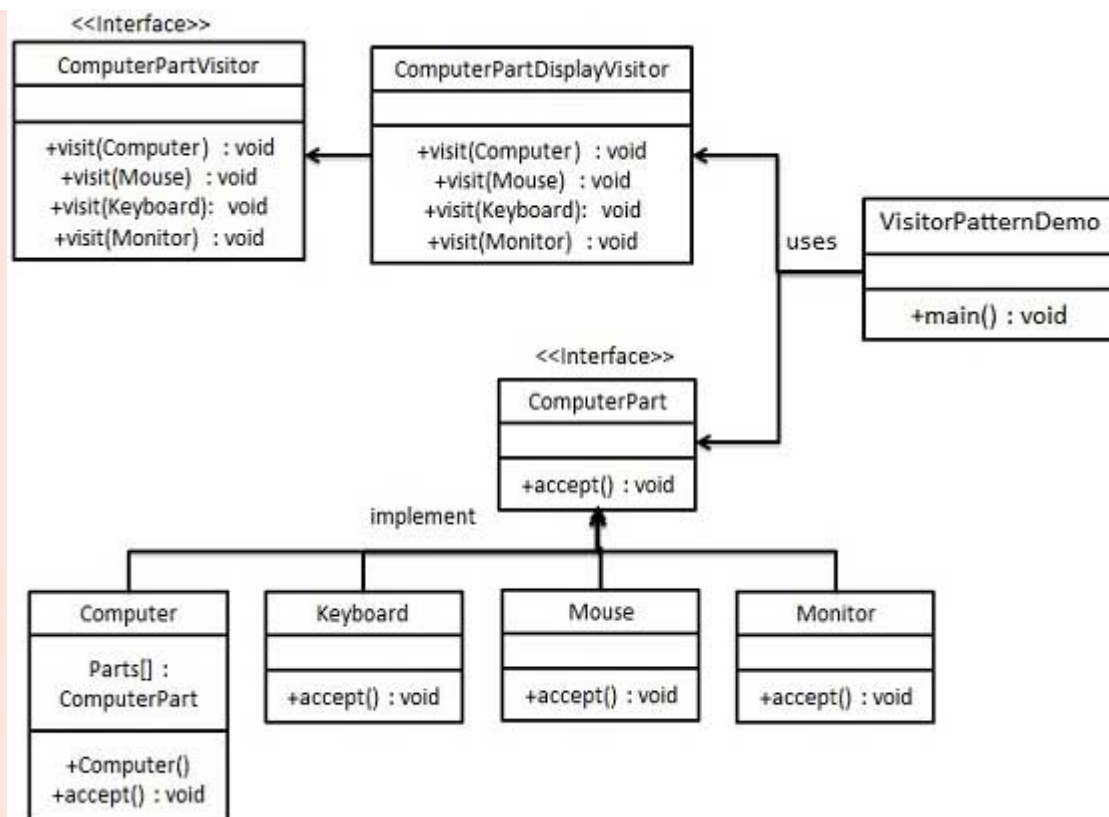 <<Interface>>
ComputerPartVisitor
+visit(Computer) : void
+visit(Mouse) : void
+visit(Keyboard): void
+visit(Monitor) : void
ComputerPartDisplayVisitor
+visit(Computer) : void
+visit(Mouse) : void
+visit(Keyboard): void
+visit(Monitor) : void
uses
VisitorPatternDemo
+main() : void
<<Interface>>
ComputerPart
+accept() : void
implement
Computer
Parts[] :
ComputerPart
+Computer()
+accept() : void
Keyboard
+accept() : void
Mouse
+accept() : void
Monitor
+accept() : void